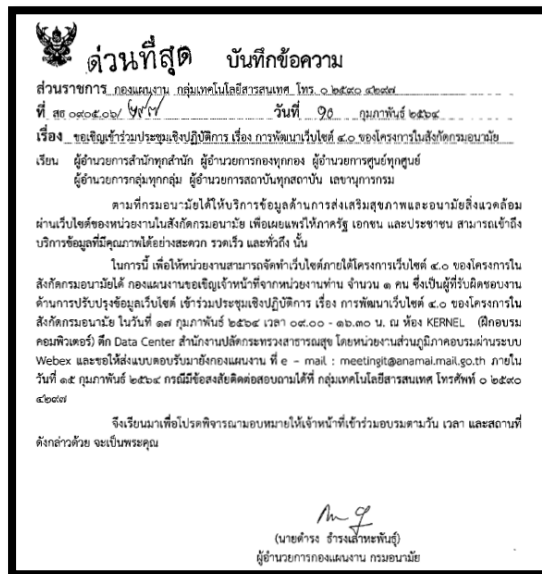 ด่วนที่สุด บันทึกข้อความ
ส่วนราชการ กองแผนงาน กลุ่มเทคโนโลยีสารสนเทศ โทร. ๐ ๒๕๙๐ ๔๒๙๗
ที่ สธ ๐๙๐๕.๐๖/ วันที่ ๑๐ กุมภาพันธ์ ๒๕๖๔
เรื่อง ขอเชิญเข้าร่วมประชุมเชิงปฏิบัติการ เรื่อง การพัฒนาเว็บไซต์ ๔.๐ ของโครงการในสังกัดกรมอนามัย
เรียน ผู้อำนวยการสำนักทุกสำนัก ผู้อำนวยการกองทุกกอง ผู้อำนวยการศูนย์ทุกศูนย์
ผู้อำนวยการกลุ่มทุกกลุ่ม ผู้อำนวยการสถาบันทุกสถาบัน เลขานุการกรม
ตามที่กรมอนามัยได้ให้บริการข้อมูลด้านการส่งเสริมสุขภาพและอนามัยสิ่งแวดล้อม
ผ่านเว็บไซต์ของหน่วยงานในสังกัดกรมอนามัย เพื่อเผยแพร่ให้ภาครัฐ เอกชน และประชาชน สามารถเข้าถึง
บริการข้อมูลที่มีคุณภาพได้อย่างสะดวก รวดเร็ว และทั่วถึง นั้น
ในการนี้ เพื่อให้หน่วยงานสามารถจัดทำเว็บไซต์ภายใต้โครงการเว็บไซต์ ๔.๐ ของโครงการใน
สังกัดกรมอนามัยได้ กองแผนงานขอเชิญเจ้าหน้าที่จากหน่วยงานท่าน จำนวน ๑ คน ซึ่งเป็นผู้ที่รับผิดชอบงาน
ด้านการปรับปรุงข้อมูลเว็บไซต์ เข้าร่วมประชุมเชิงปฏิบัติการ เรื่อง การพัฒนาเว็บไซต์ ๔.๐ ของโครงการใน
สังกัดกรมอนามัย ในวันที่ ๑๗ กุมภาพันธ์ ๒๕๖๔ เวลา ๐๙.๐๐ - ๑๖.๓๐ น. ณ ห้อง KERNEL (ฝึกอบรม
คอมพิวเตอร์) ตึก Data Center สำนักงานปลัดกระทรวงสาธารณสุข โดยหน่วยงานส่วนภูมิภาคอบรมผ่านระบบ
Webex และขอให้ส่งแบบตอบรับมายังกองแผนงาน ที่ e - mail : meetingit@anamai.mail.go.th ภายใน
วันที่ ๑๕ กุมภาพันธ์ ๒๕๖๔ กรณีมีข้อสงสัยติดต่อสอบถามได้ที่ กลุ่มเทคโนโลยีสารสนเทศ โทรศัพท์ ๐ ๒๕๙๐
๔๒๙๗
จึงเรียนมาเพื่อโปรดพิจารณามอบหมายให้เจ้าหน้าที่เข้าร่วมอบรมตามวัน เวลา และสถานที่
ดังกล่าวด้วย จะเป็นพระคุณ
(นายดำรง ธำรงเลาหะพันธุ์)
ผู้อำนวยการกองแผนงาน กรมอนามัย